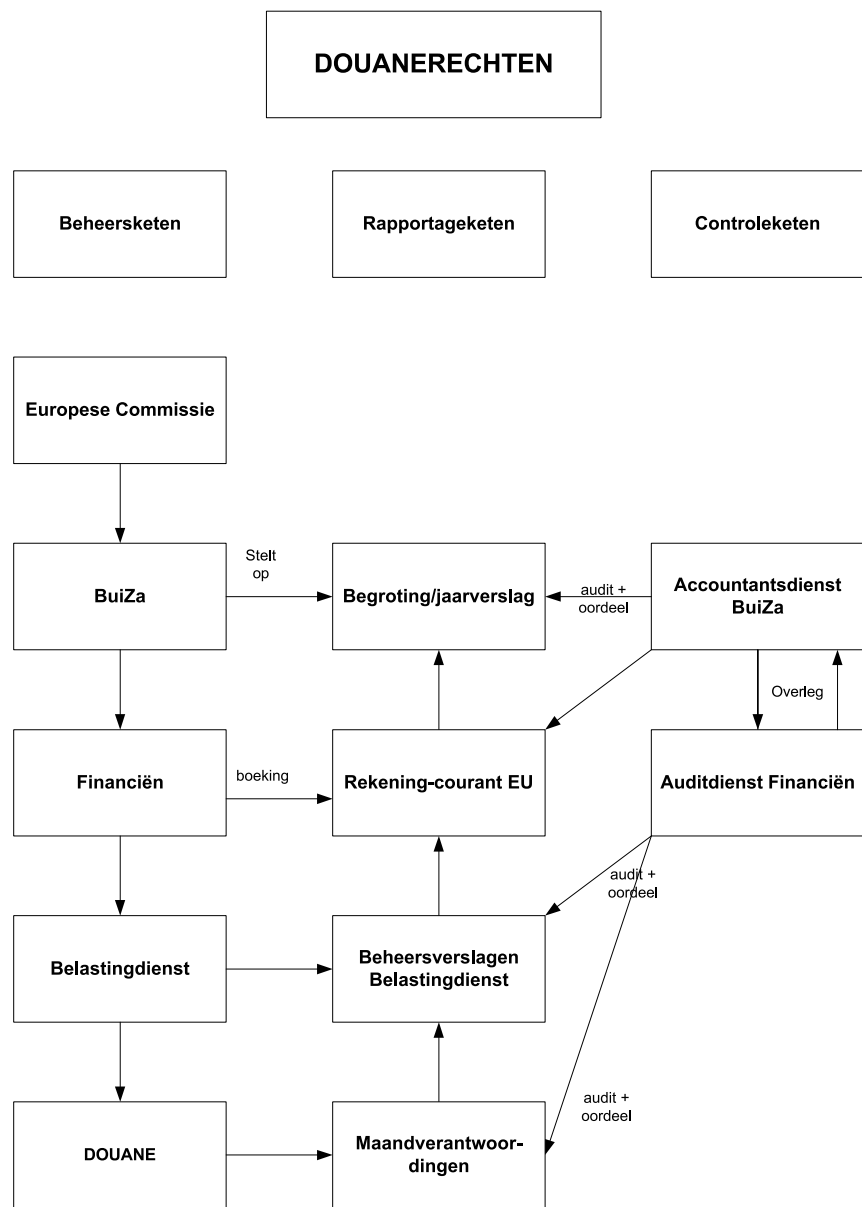 DOUANERECHTEN
Beheersketen
Rapportageketen
Controleketen
Europese Commissie
BuiZa
Stelt
op
Begroting/jaarverslag
audit +
oordeel
Accountantsdienst
BuiZa
Overleg
Financiën
boeking
Rekening-courant EU
Auditdienst Financiën
audit +
oordeel
Belastingdienst
Beheersverslagen
Belastingdienst
audit +
oordeel
DOUANE
Maandverantwoor-
dingen